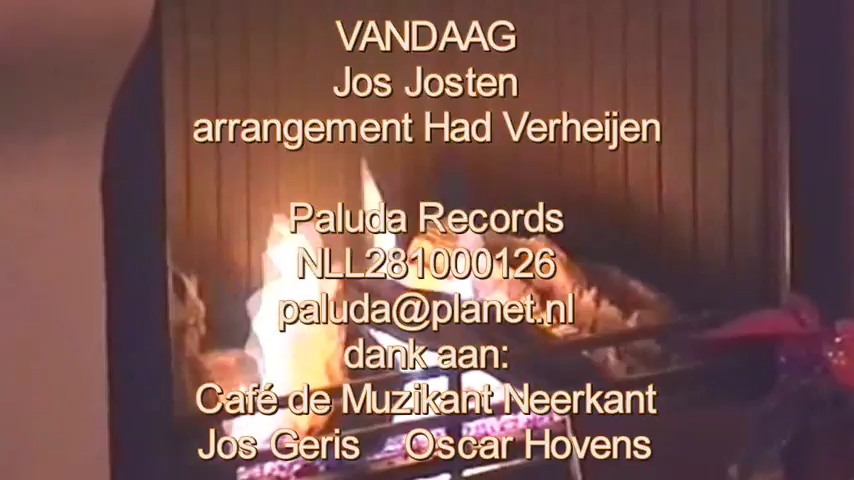 VANDAAG
Jos Josten
arrangement Had Verheijen
Paluda Records
NLL281000126
paluda@planet.nl
dank aan:
Café de Muzikant Neerkant
Jos Geris Oscar Hovens